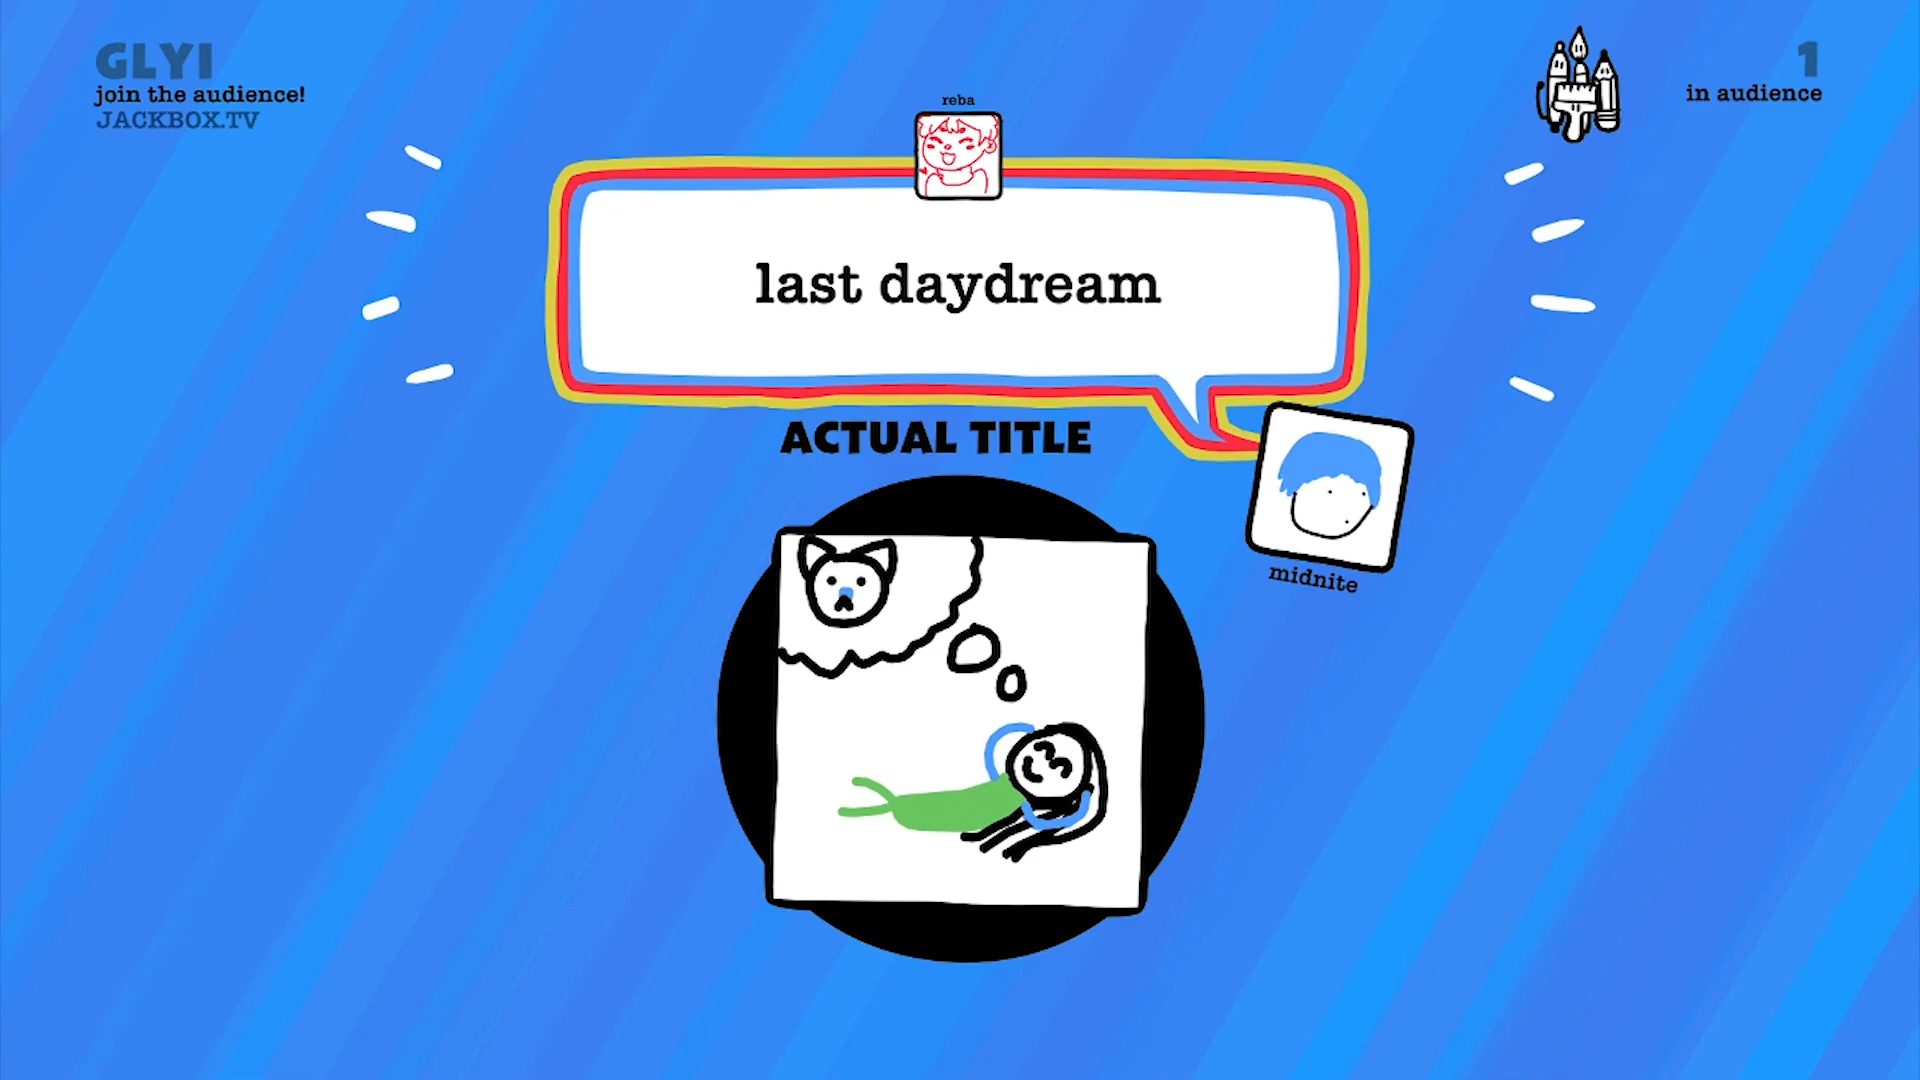 GLYI
join the audience!
JACKBOX.TV
1
in audience
reba
last daydream
ACTUAL TITLE
midnite